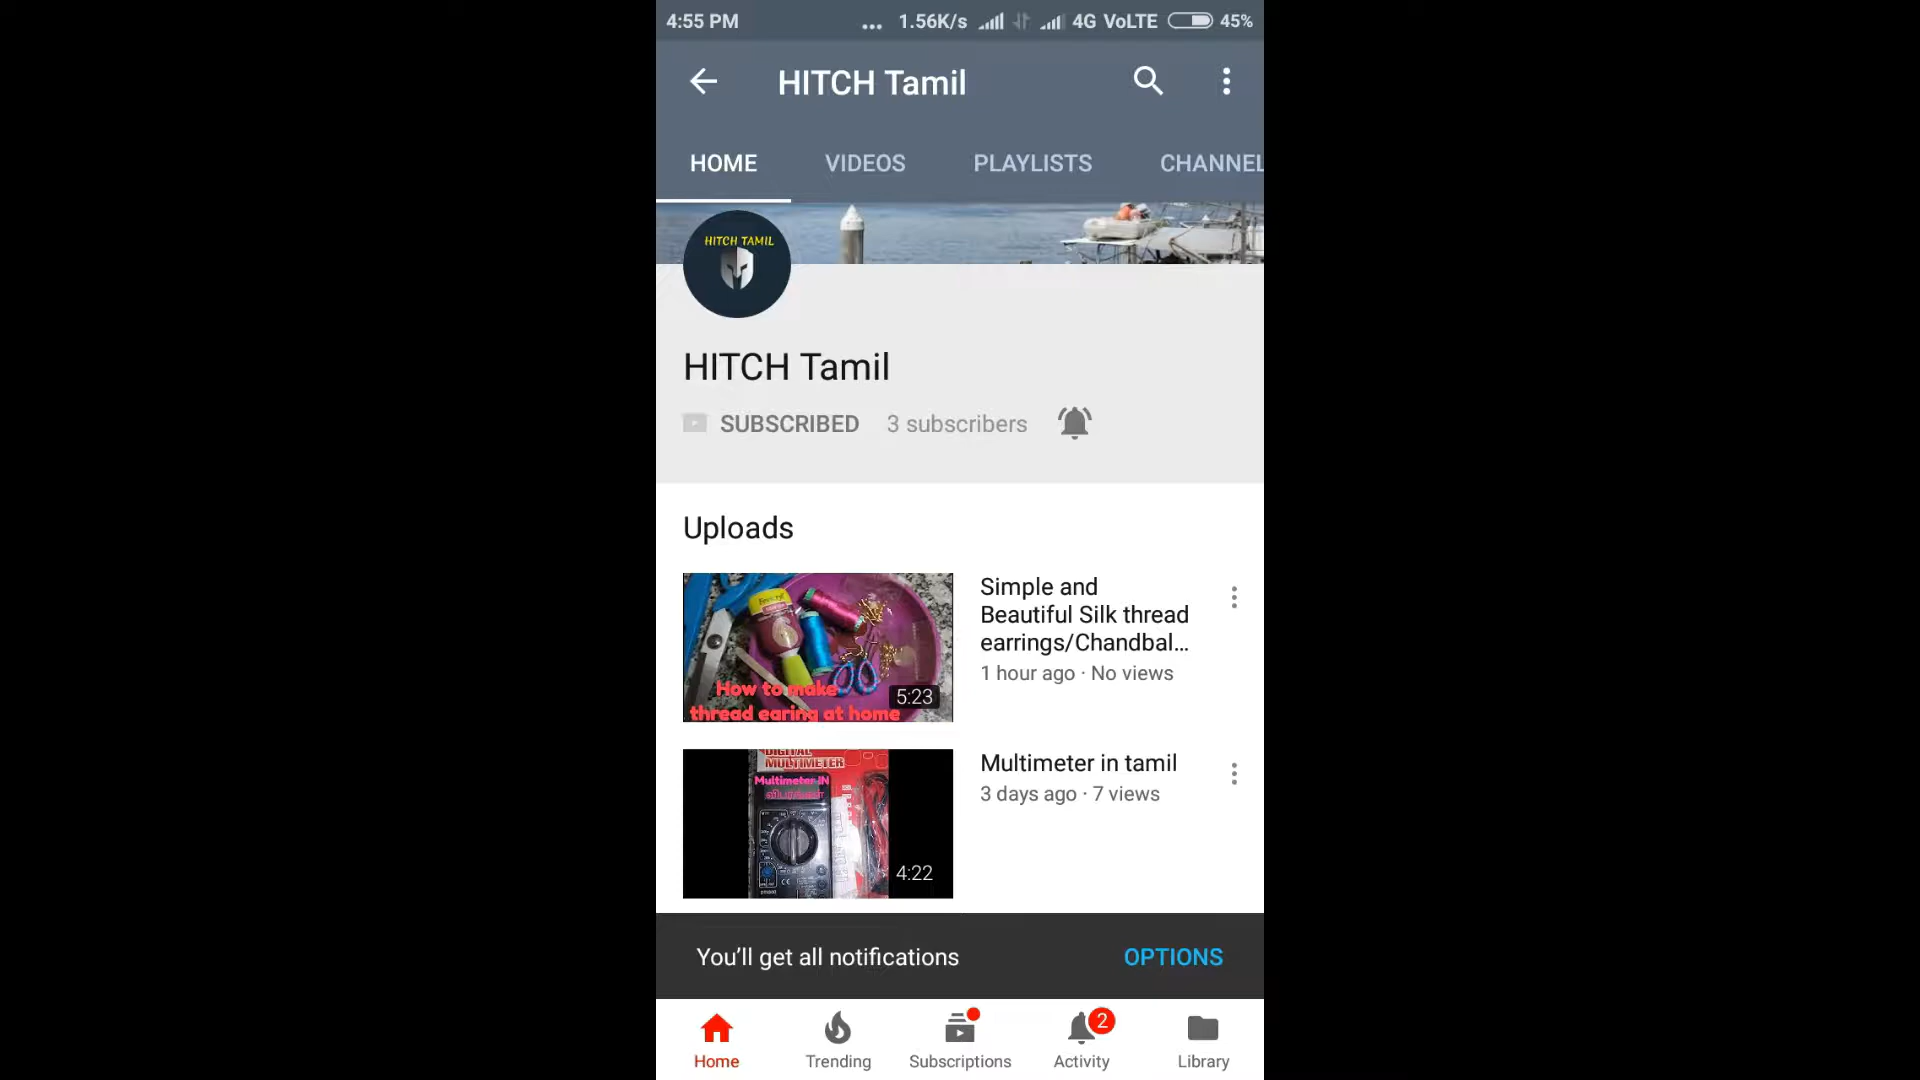 4:55 PM ... 1.56K/s 4G VoLTE 45%
HITCH Tamil
HOME VIDEOS PLAYLISTS CHANNEL
HITCH TAMIL
HITCH Tamil
SUBSCRIBED 3 subscribers
Uploads
Simple and
Beautiful Silk thread
earrings/Chandbal...
1 hour ago · No views
How to make
thread earing at home
5:23
DIGITAL
MULTIMETER
Multimeter IN
4:22
Multimeter in tamil
3 days ago · 7 views
You'll get all notifications OPTIONS
2
Home Trending Subscriptions Activity Library